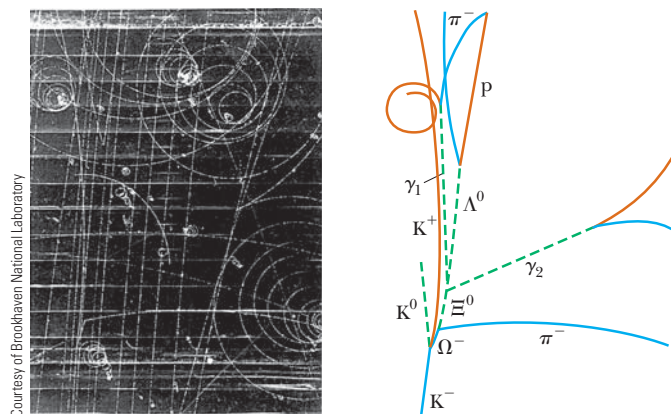 Courtesy of Brookhaven National Laboratory
π⁻
p
γ₁
Λ⁰
K⁺
γ₂
K⁰
Ξ⁰
Ω⁻
π⁻
K⁻